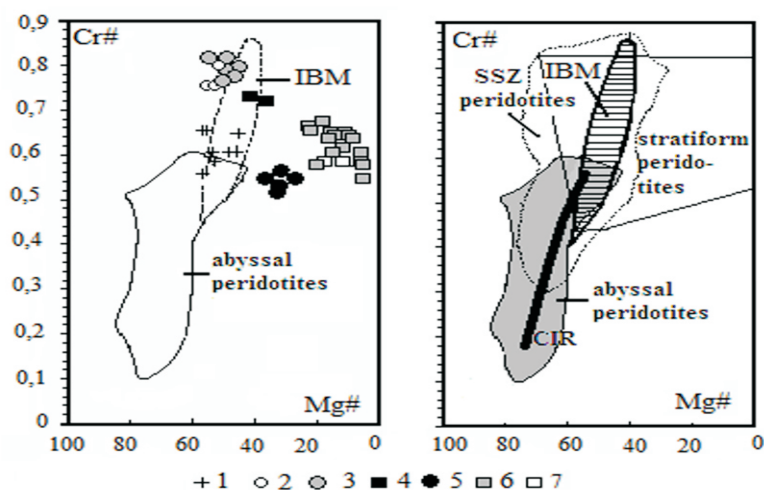 0,9
0,8
0,7
0,6
0,5
0,4
0,3
0,2
0,1
0
Cr#
IBM
abyssal
peridotites
Mg#
100 80 60 40 20 0
Cr#
SSZ
peridotites
IBM
stratiform
perido-
tites
abyssal
peridotites
CIR
Mg#
100 80 60 40 20 0
1 2 3 4 5 6 7